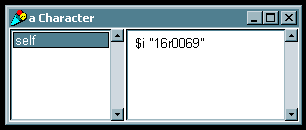 a Character
self
$i "16r0069"